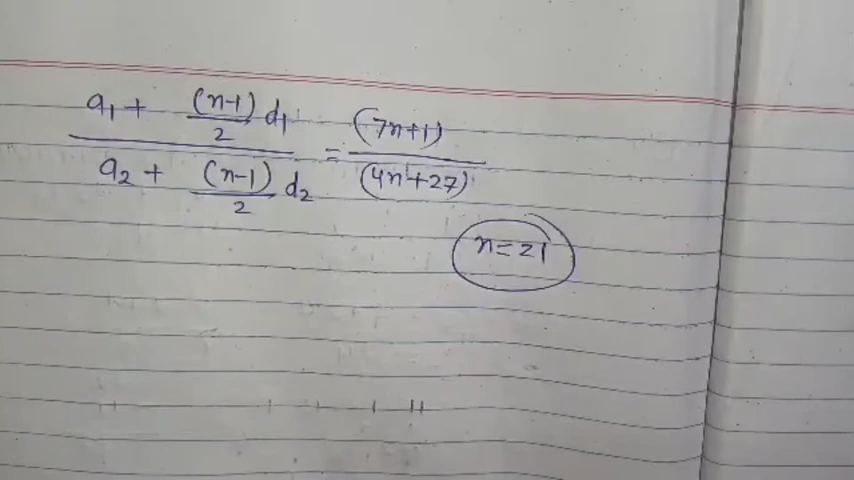 a₁ + (n-1)/2 d₁ / a₂ + (n-1)/2 d₂ = (7n+1) / (4n+27)
n = 21